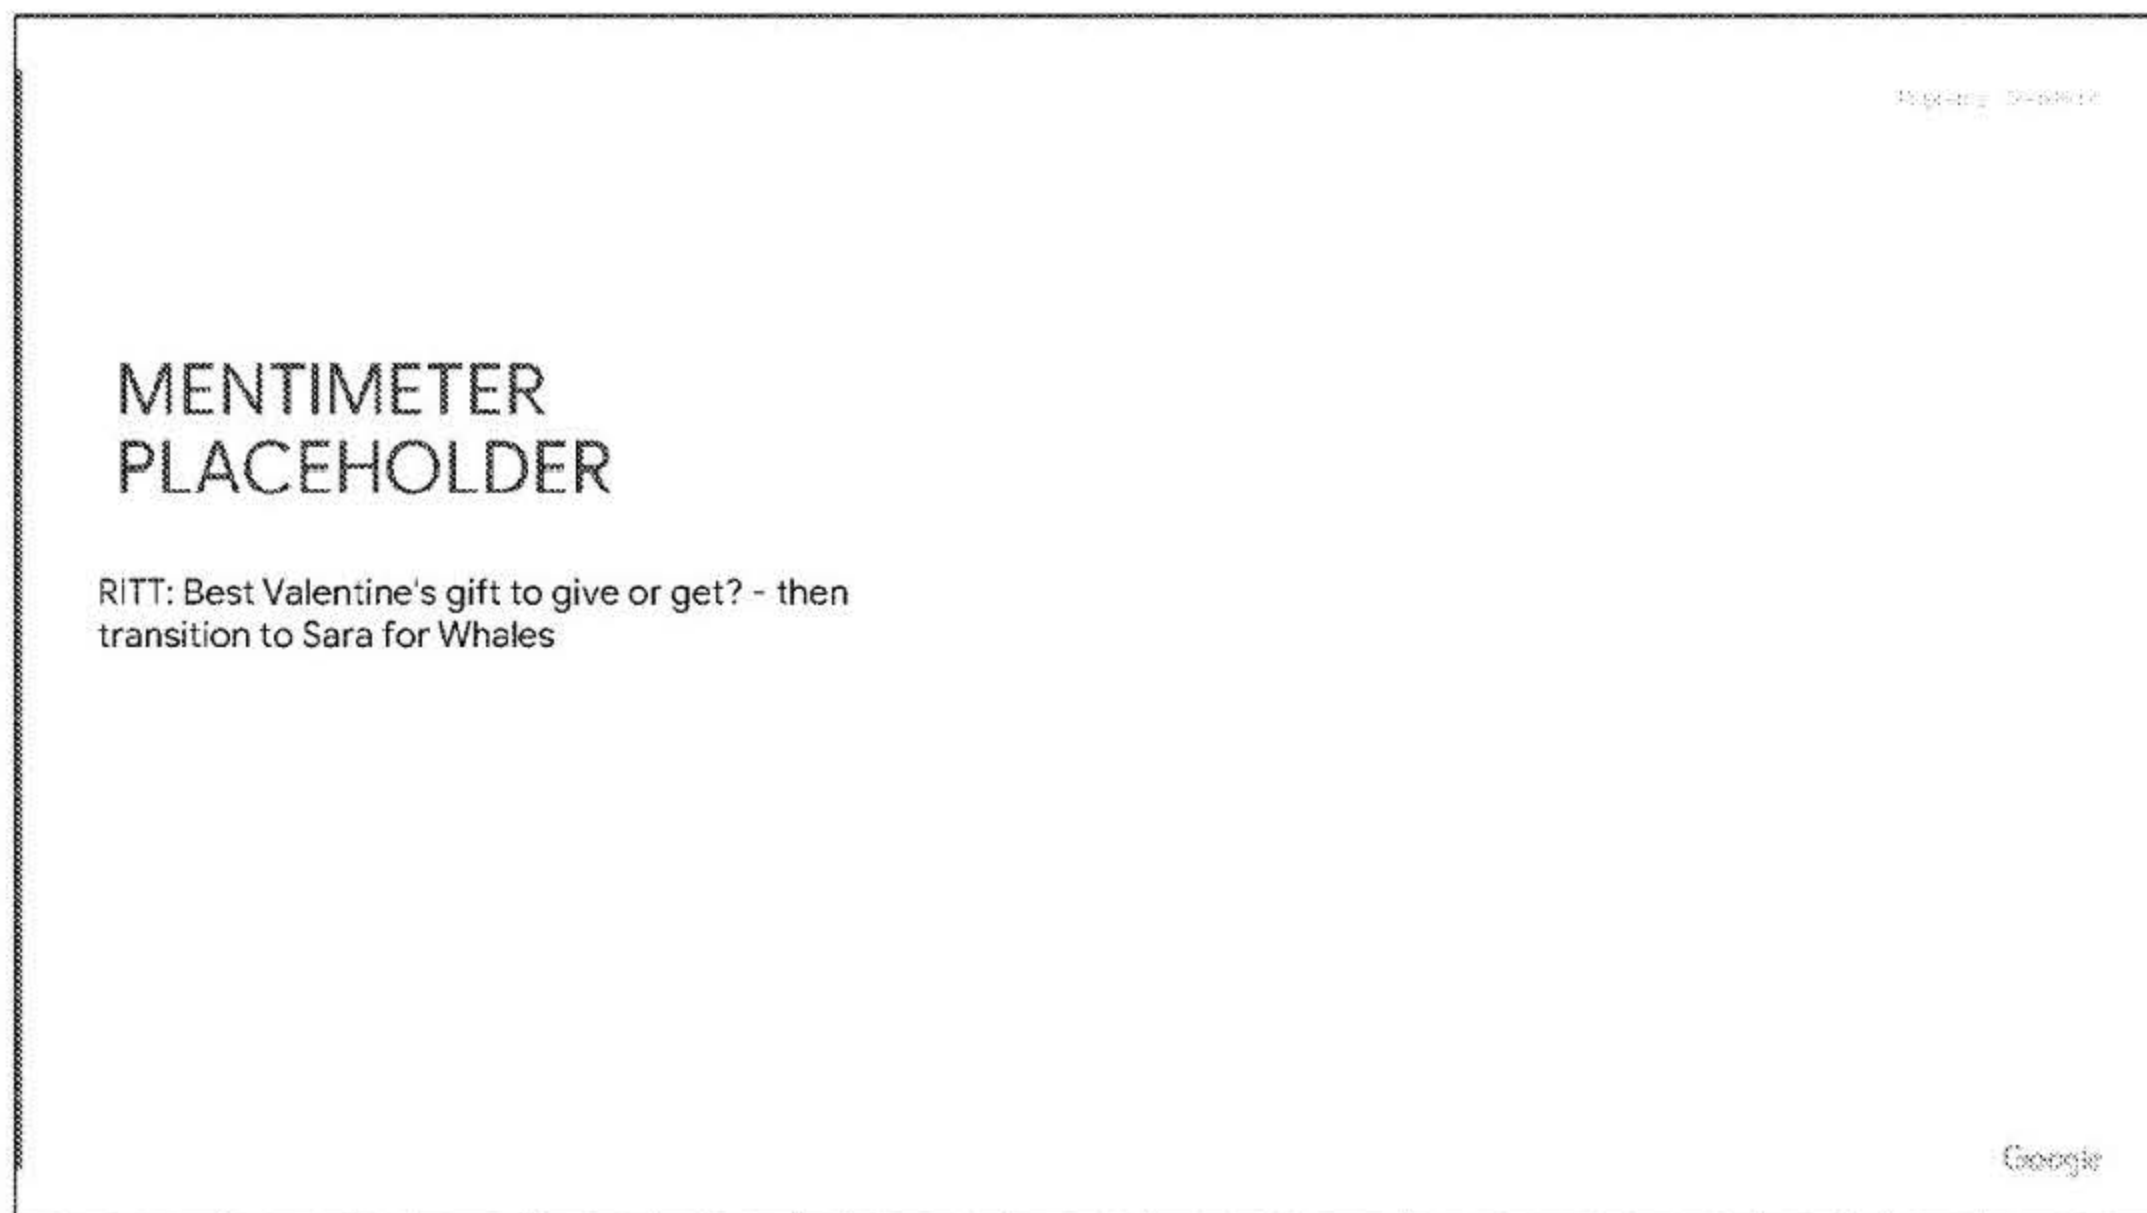 MENTIMETER
PLACEHOLDER
RITT: Best Valentine's gift to give or get? - then
transition to Sara for Whales
Google